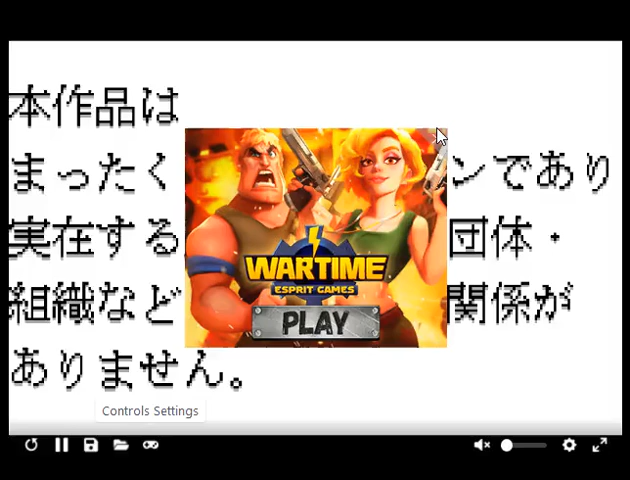 本作品は
まったく ンであり
実在する 団体・
組織など 関係が
ありません。
WARTIME
ESPRIT GAMES
PLAY
Controls Settings